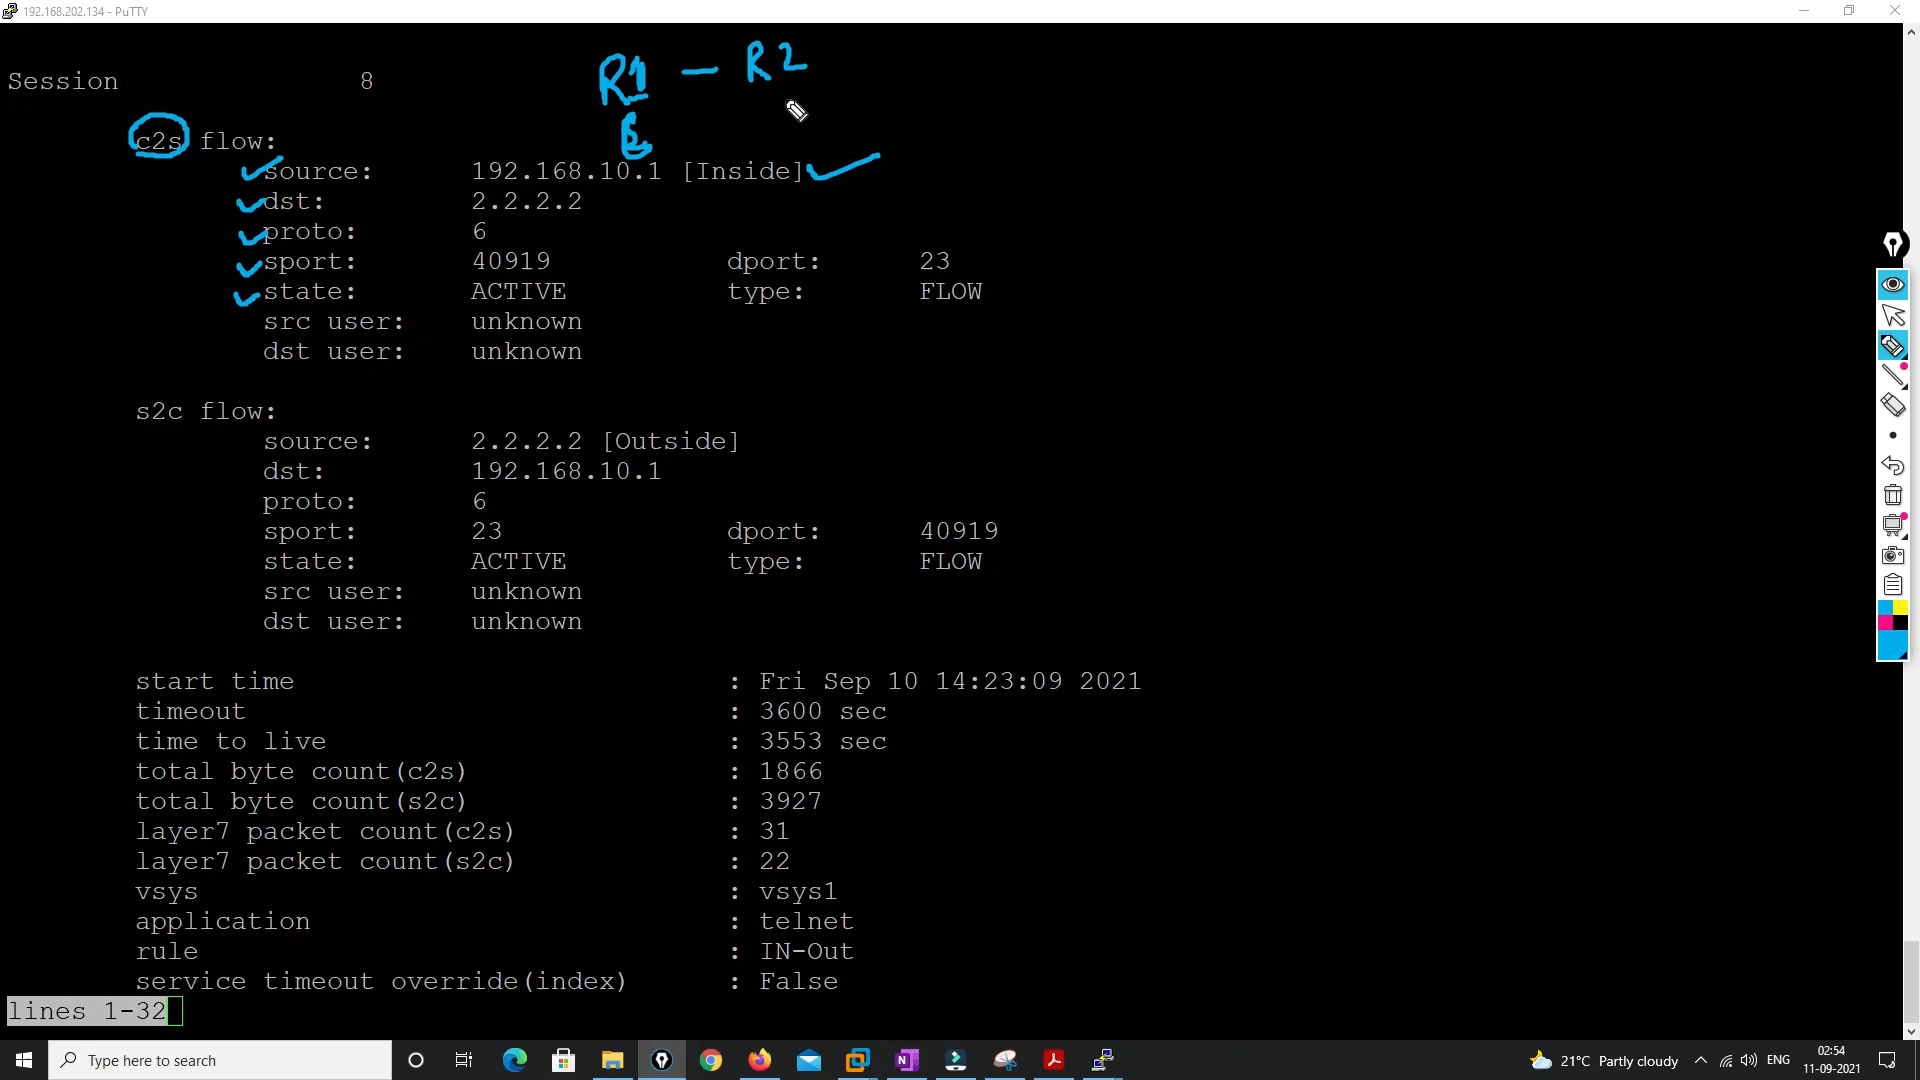 192.168.202.134 - PuTTY
R1 - R2
Session 8
c2s flow:
source: 192.168.10.1 [Inside]
dst: 2.2.2.2
proto: 6
sport: 40919 dport: 23
state: ACTIVE type: FLOW
src user: unknown
dst user: unknown
s2c flow:
source: 2.2.2.2 [Outside]
dst: 192.168.10.1
proto: 6
sport: 23 dport: 40919
state: ACTIVE type: FLOW
src user: unknown
dst user: unknown
start time : Fri Sep 10 14:23:09 2021
timeout : 3600 sec
time to live : 3553 sec
total byte count(c2s) : 1866
total byte count(s2c) : 3927
layer7 packet count(c2s) : 31
layer7 packet count(s2c) : 22
vsys : vsys1
application : telnet
rule : IN-Out
service timeout override(index) : False
lines 1-32
Type here to search
21°C Partly cloudy
ENG
02:54
11-09-2021